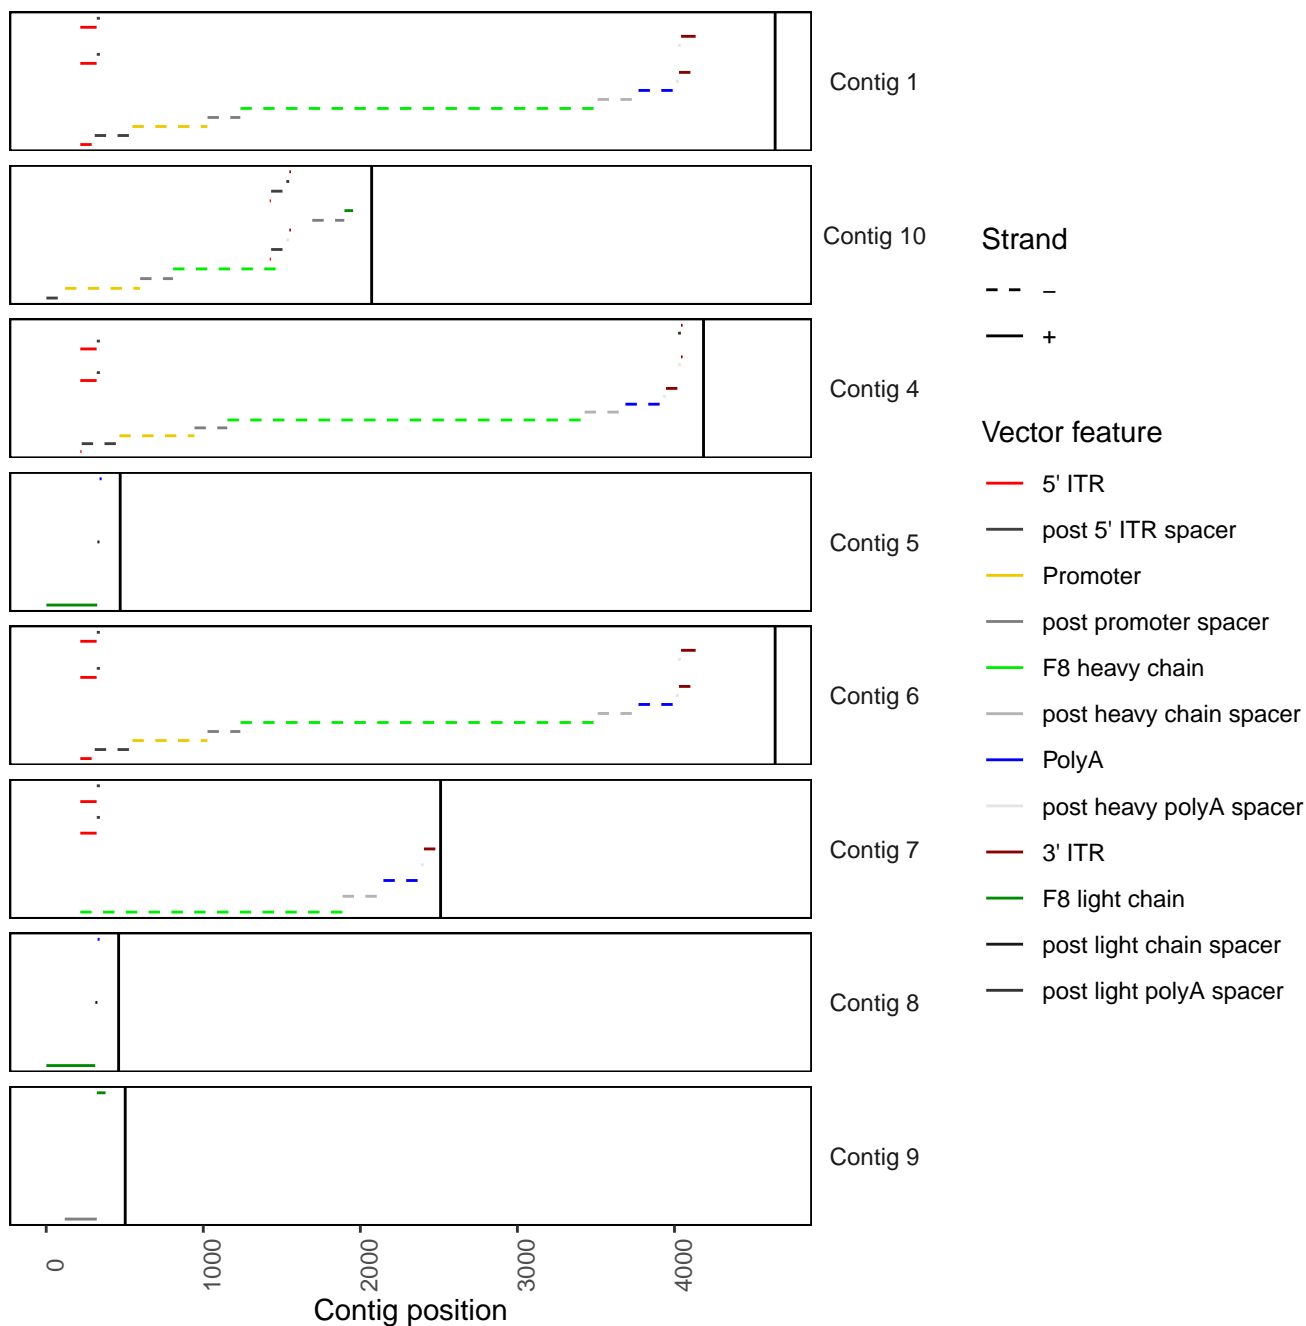 Contig 1
Contig 10
Contig 4
Contig 5
Contig 6
Contig 7
Contig 8
Contig 9
0
1000
2000
3000
4000
Contig position
Strand
−
+
Vector feature
5' ITR
post 5' ITR spacer
Promoter
post promoter spacer
F8 heavy chain
post heavy chain spacer
PolyA
post heavy polyA spacer
3' ITR
F8 light chain
post light chain spacer
post light polyA spacer